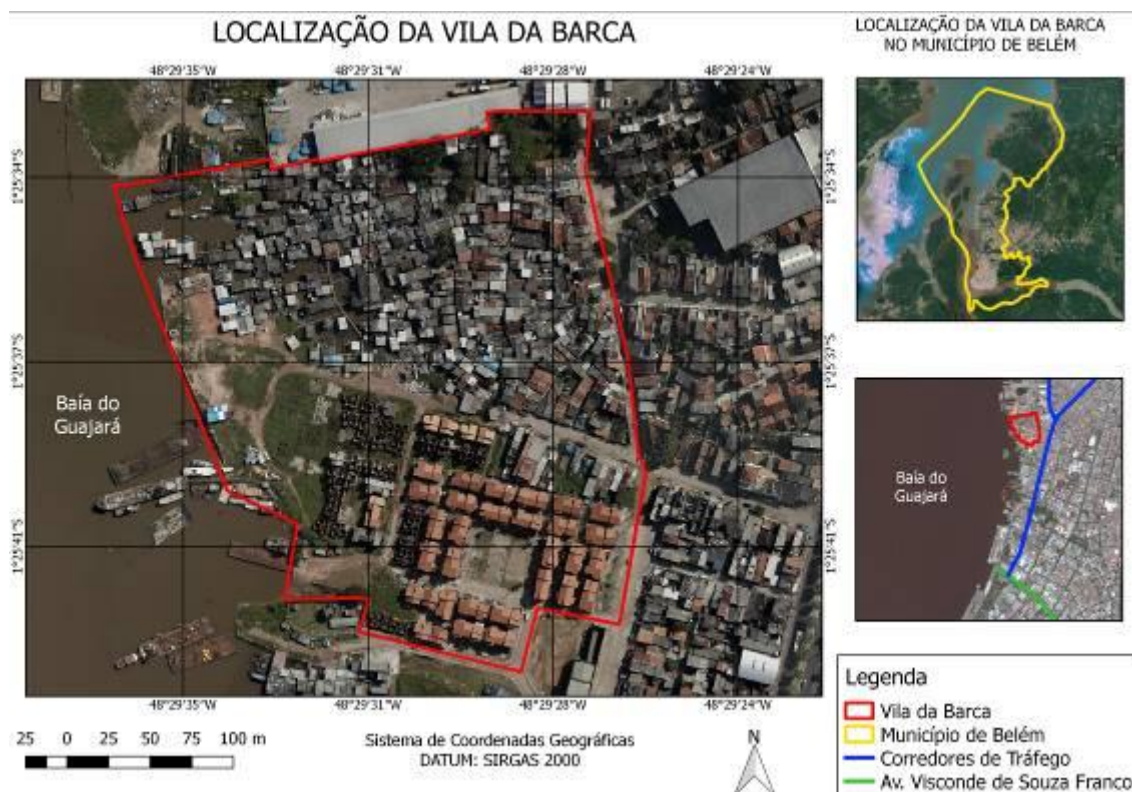 LOCALIZAÇÃO DA VILA DA BARCA
LOCALIZAÇÃO DA VILA DA BARCA
NO MUNICÍPIO DE BELÉM
48°29'35"W
48°29'31"W
48°29'28"W
48°29'24"W
1°25'34"S
1°25'34"S
1°25'37"S
1°25'37"S
Baía do
Guajará
1°25'41"S
1°25'41"S
48°29'35"W
48°29'31"W
48°29'28"W
48°29'24"W
Baía do
Guajará
25 0 25 50 75 100 m
Sistema de Coordenadas Geográficas
DATUM: SIRGAS 2000
N
Legenda
Vila da Barca
Município de Belém
Corredores de Tráfego
Av. Visconde de Souza Franco